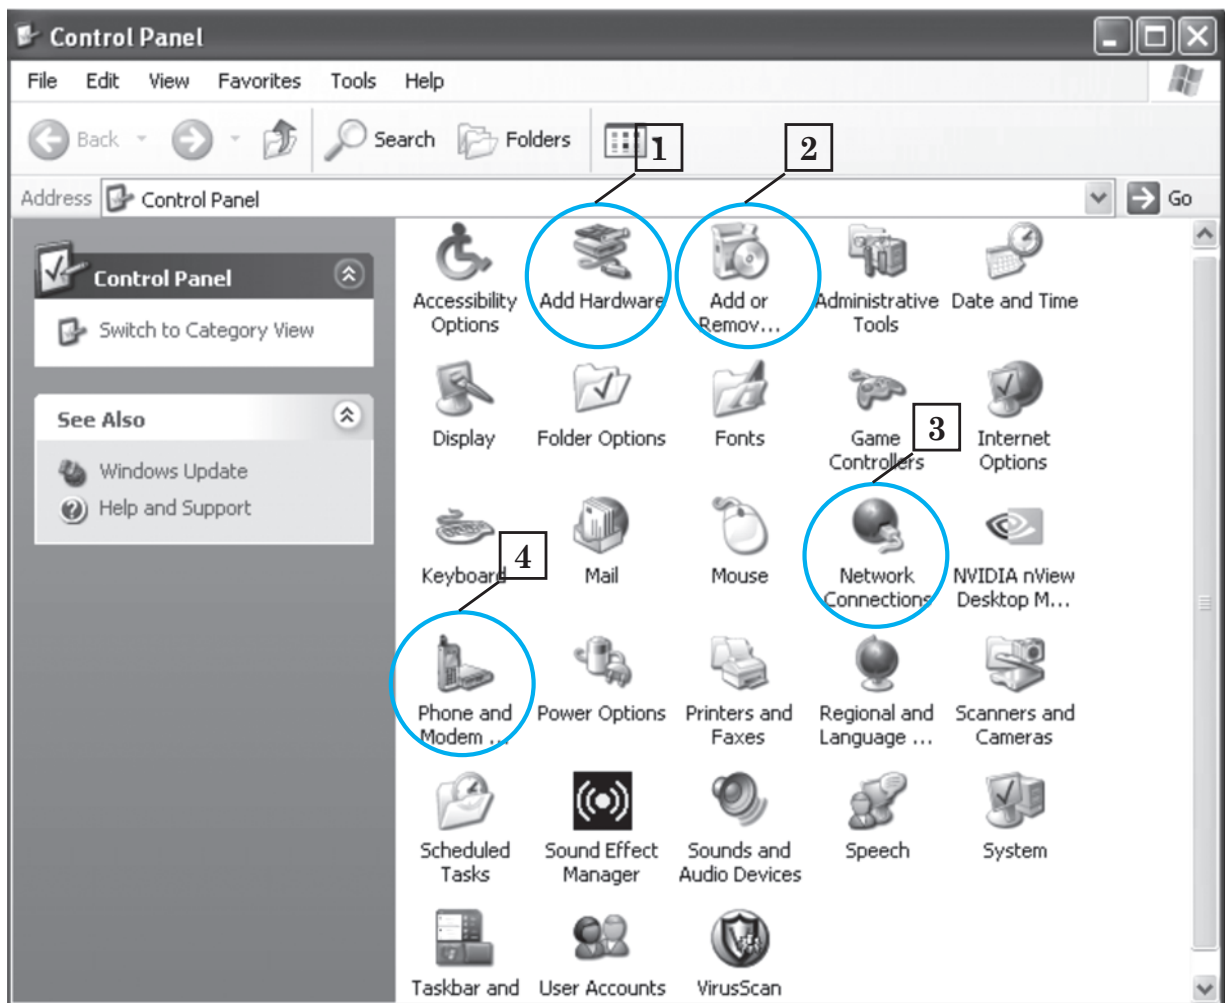 Control Panel
File Edit View Favorites Tools Help
Back Search Folders
1 2
Address Control Panel Go
Control Panel
Switch to Category View
See Also
Windows Update
Help and Support
Accessibility Options
Add Hardware
Add or Remov...
Administrative Tools
Date and Time
Display
Folder Options
Fonts
Game Controllers
3
Internet Options
Keyboard
4
Mail
Mouse
Network Connections
NVIDIA nView Desktop M...
Phone and Modem ...
Power Options
Printers and Faxes
Regional and Language ...
Scanners and Cameras
Scheduled Tasks
Sound Effect Manager
Sounds and Audio Devices
Speech
System
Taskbar and
User Accounts
VirusScan